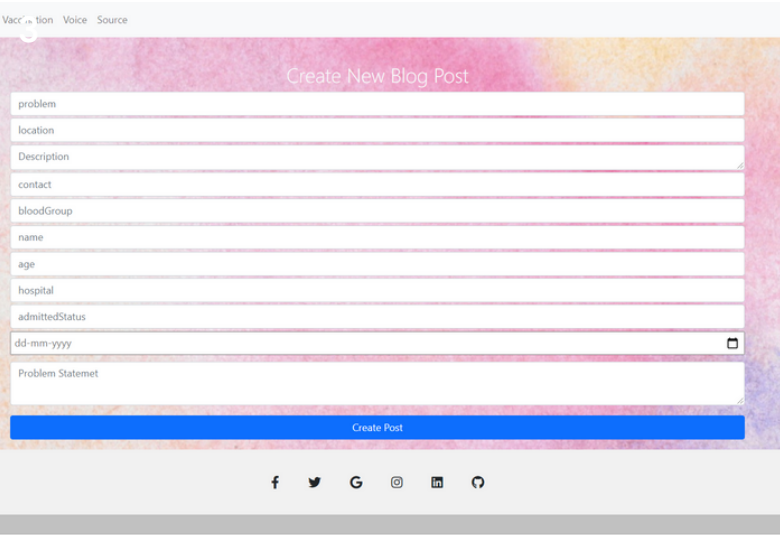 Vaccination Voice Source
Create New Blog Post
problem
location
Description
contact
bloodGroup
name
age
hospital
admittedStatus
dd-mm-yyyy
Problem Statemet
Create Post